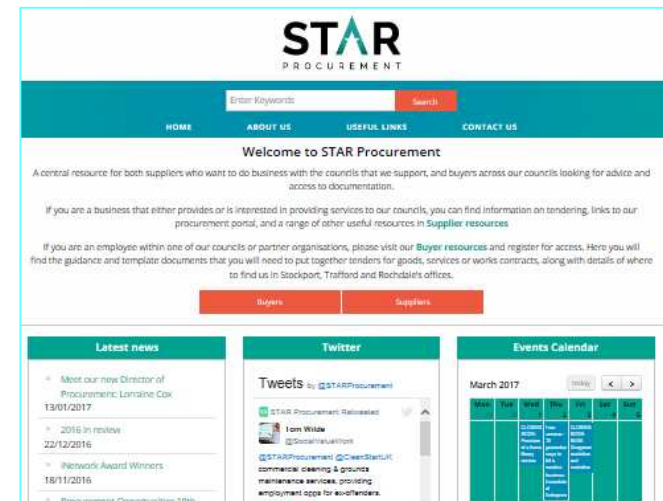 STAR
PROCUREMENT
Enter Keywords
Search
HOME ABOUT US USEFUL LINKS CONTACT US
Welcome to STAR Procurement
A central resource for both suppliers who want to do business with the councils that we support, and buyers across our councils looking for advice and
access to documentation.
If you are a business that either provides or is interested in providing services to our councils, you can find information on tendering, links to our
procurement portal, and a range of other useful resources in Supplier resources
If you are an employee within one of our councils or partner organisations, please visit our Buyer resources and register for access. Here you will
find the guidance and template documents that you will need to put together tenders for goods, services or works contracts, along with details of where
to find us in Stockport, Trafford and Rochdale's offices.
Buyers Suppliers
Latest news
Meet our new Director of
Procurement: Lorraine Cox
13/01/2017
2016 in review
22/12/2016
iNetwork Award Winners
18/11/2016
Procurement Opportunities
Twitter
Tweets by @STARProcurement
STAR Procurement Retweeted
Tom Wilde
@SocialValueWork
@STARProcurement @CleanStartUK
commercial cleaning & grounds
maintenance services, providing
employment opps for ex-offenders.
Events Calendar
March 2017
today < >
Mon Tue Wed Thu Fri Sat Sun
1 2 3 4 5